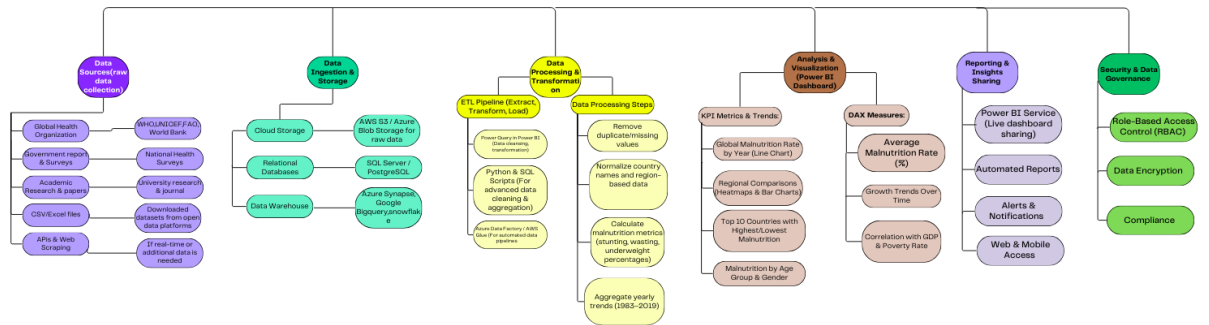 Data
Sources(raw
data
collection)
Global Health
Organization
WHO,UNICEF,FAO,
World Bank
Government report
& Surveys
National Health
Surveys
Academic
Research & papers
University research
& journal
CSV/Excel files
Downloaded
datasets from open
data platforms
APIs & Web
Scraping
If real-time or
additional data is
needed
Data
Ingestion &
Storage
Cloud Storage
AWS S3 / Azure
Blob Storage for
raw data
Relational
Databases
SQL Server /
PostgreSQL
Data Warehouse
Azure Synapse,
Google
Bigquery,snowflak
e
Data
Processing &
Transformati
on
ETL Pipeline (Extract,
Transform, Load)
Power Query in Power BI
(Data cleansing,
transformation)
Python & SQL
Scripts (For
advanced data
cleaning &
aggregation)
Azure Data Factory / AWS
Glue (For automated data
pipelines
Data Processing Steps
Remove
duplicate/missing
values
Normalize country
names and region-
based data
Calculate
malnutrition metrics
(stunting, wasting,
underweight
percentages)
Aggregate yearly
trends (1983–2019)
Analysis &
Visualization
(Power BI
Dashboard)
KPI Metrics & Trends:
Global Malnutrition Rate
by Year (Line Chart)
Regional Comparisons
(Heatmaps & Bar Charts)
Top 10 Countries with
Highest/Lowest
Malnutrition
Malnutrition by Age
Group & Gender
DAX Measures:
Average
Malnutrition Rate
(%)
Growth Trends Over
Time
Correlation with GDP
& Poverty Rate
Reporting &
Insights
Sharing
Power BI Service
(Live dashboard
sharing)
Automated Reports
Alerts &
Notifications
Web & Mobile
Access
Security & Data
Governance
Role-Based Access
Control (RBAC)
Data Encryption
Compliance